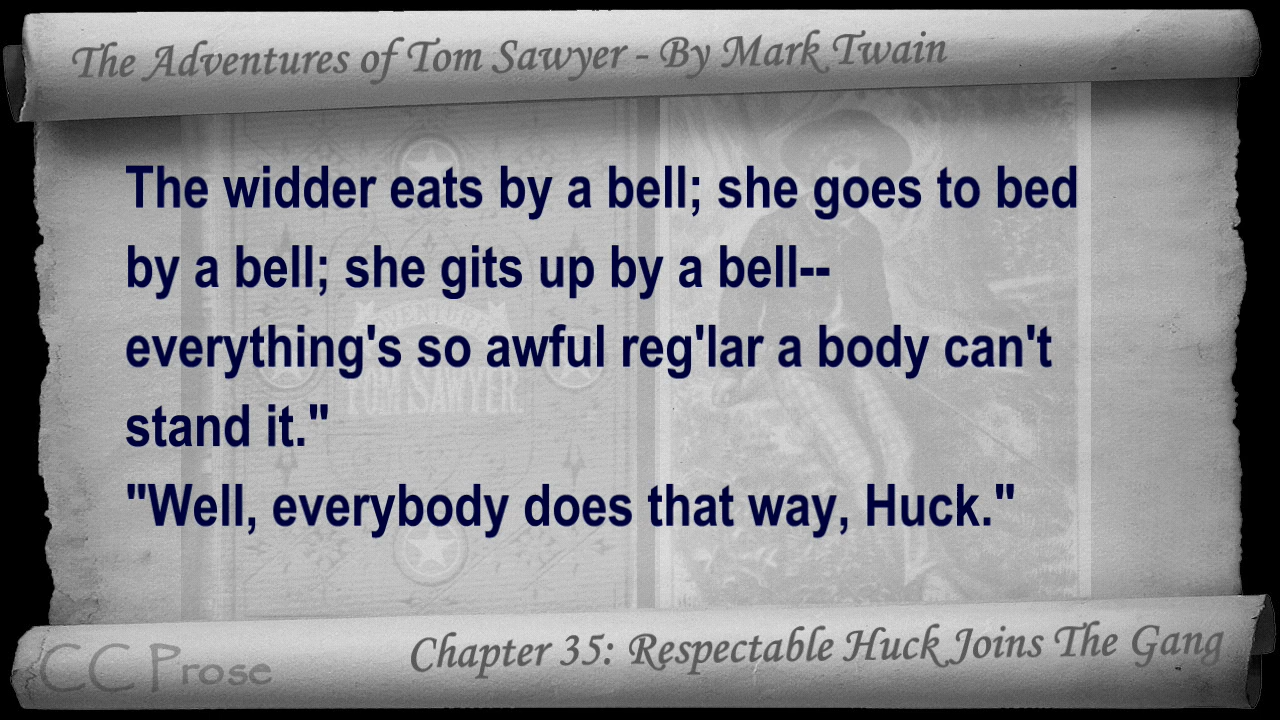 The Adventures of Tom Sawyer - By Mark Twain
The widder eats by a bell; she goes to bed
by a bell; she gits up by a bell--
everything's so awful reg'lar a body can't
stand it."
"Well, everybody does that way, Huck."
TOM SAWYER.
CC Prose
Chapter 35: Respectable Huck Joins The Gang